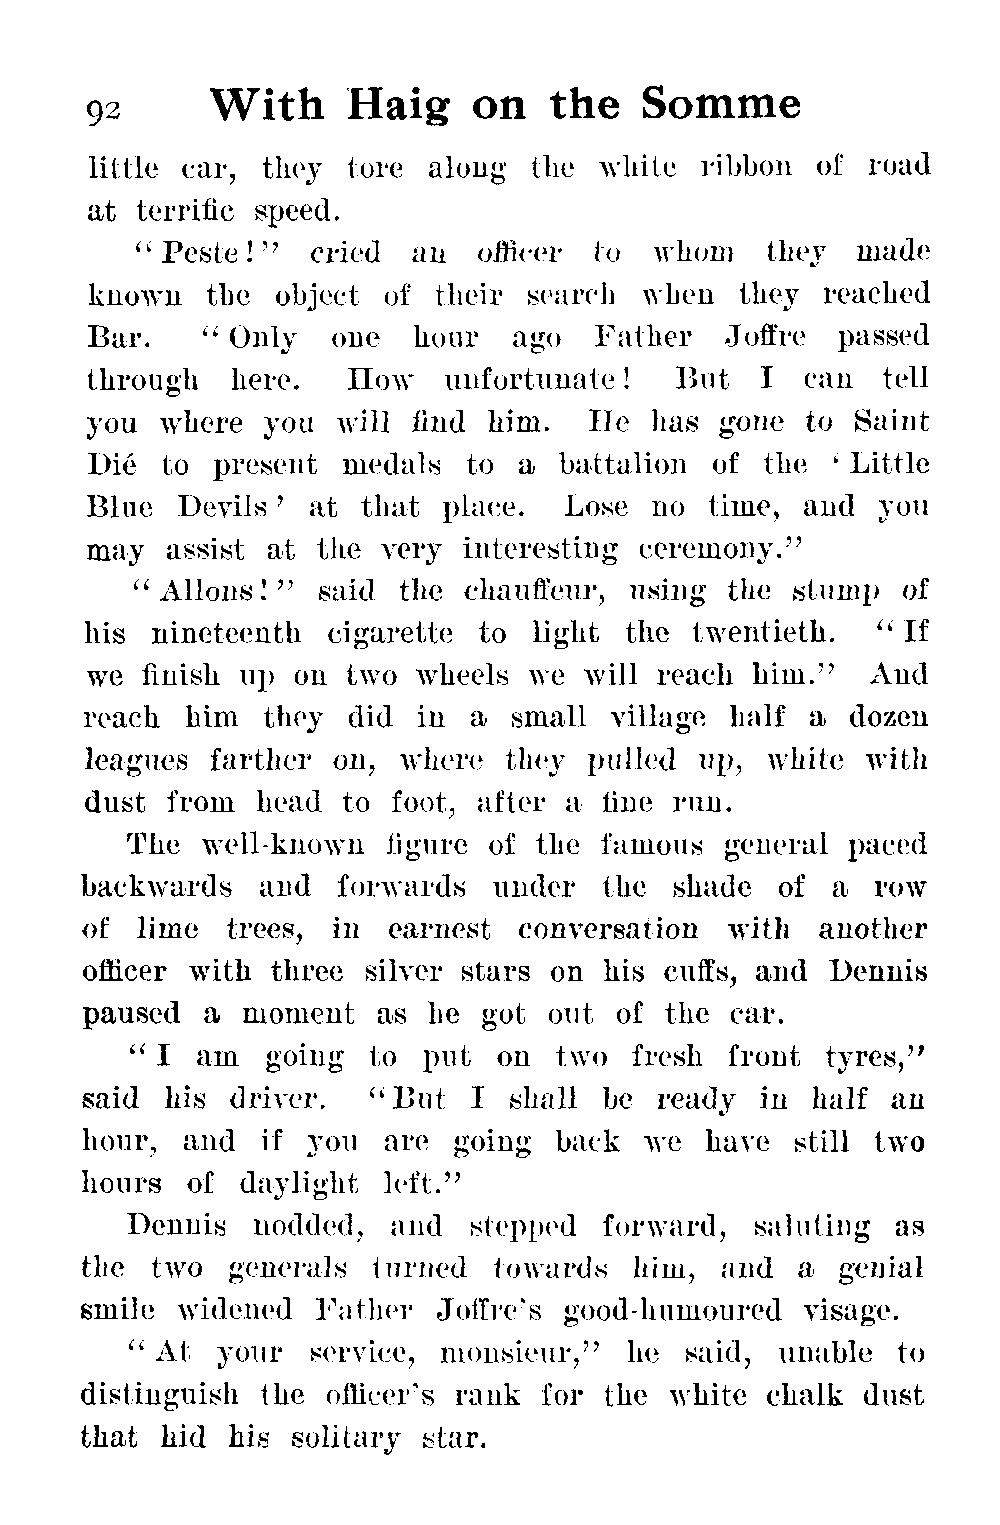 92 With Haig on the Somme
little car, they tore along the white ribbon of road
at terrific speed.
“ Peste ! ” cried an officer to whom they made
known the object of their search when they reached
Bar. “ Only one hour ago Father Joffre passed
through here. How unfortunate ! But I can tell
you where you will find him. He has gone to Saint
Dié to present medals to a battalion of the ‘ Little
Blue Devils ’ at that place. Lose no time, and you
may assist at the very interesting ceremony.”
“ Allons ! ” said the chauffeur, using the stump of
his nineteenth cigarette to light the twentieth. “ If
we finish up on two wheels we will reach him.” And
reach him they did in a small village half a dozen
leagues farther on, where they pulled up, white with
dust from head to foot, after a fine run.
The well-known figure of the famous general paced
backwards and forwards under the shade of a row
of lime trees, in earnest conversation with another
officer with three silver stars on his cuffs, and Dennis
paused a moment as he got out of the car.
“ I am going to put on two fresh front tyres,”
said his driver. “ But I shall be ready in half an
hour, and if you are going back we have still two
hours of daylight left.”
Dennis nodded, and stepped forward, saluting as
the two generals turned towards him, and a genial
smile widened Father Joffre's good-humoured visage.
“ At your service, monsieur,” he said, unable to
distinguish the officer's rank for the white chalk dust
that hid his solitary star.